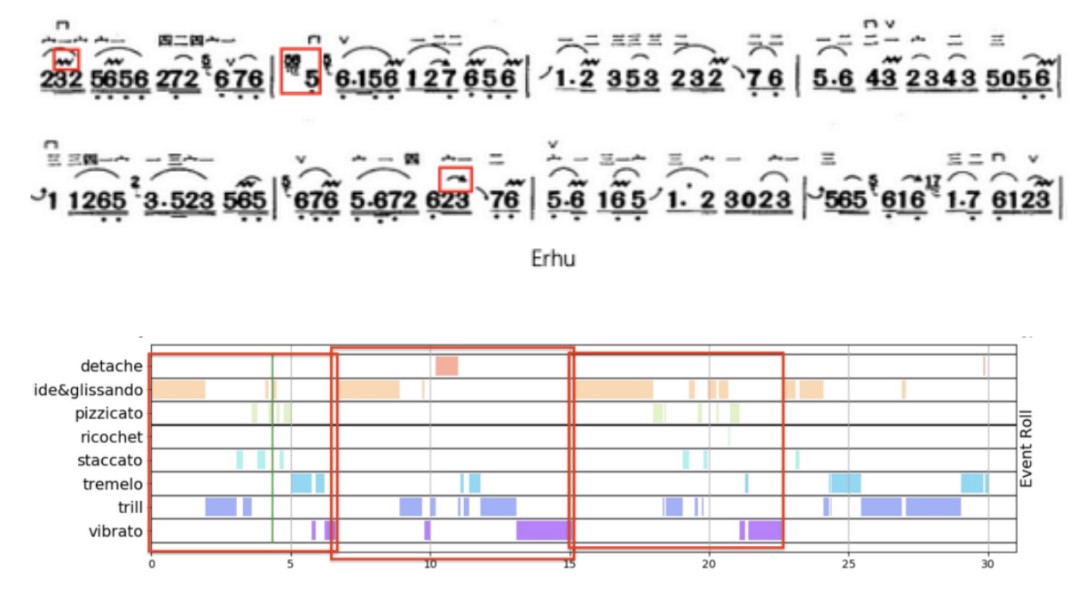 232 5656 272 676 5 6.156 127 656 1.2 353 232 76 5.6 43 2343 5056
1 1265 3.523 565 676 5.672 623 76 5.6 165 1.2 3023 565 616 1.7 6123
Erhu
detache
ide&glissando
pizzicato
ricochet
staccato
tremelo
trill
vibrato
Event Roll
0 5 10 15 20 25 30